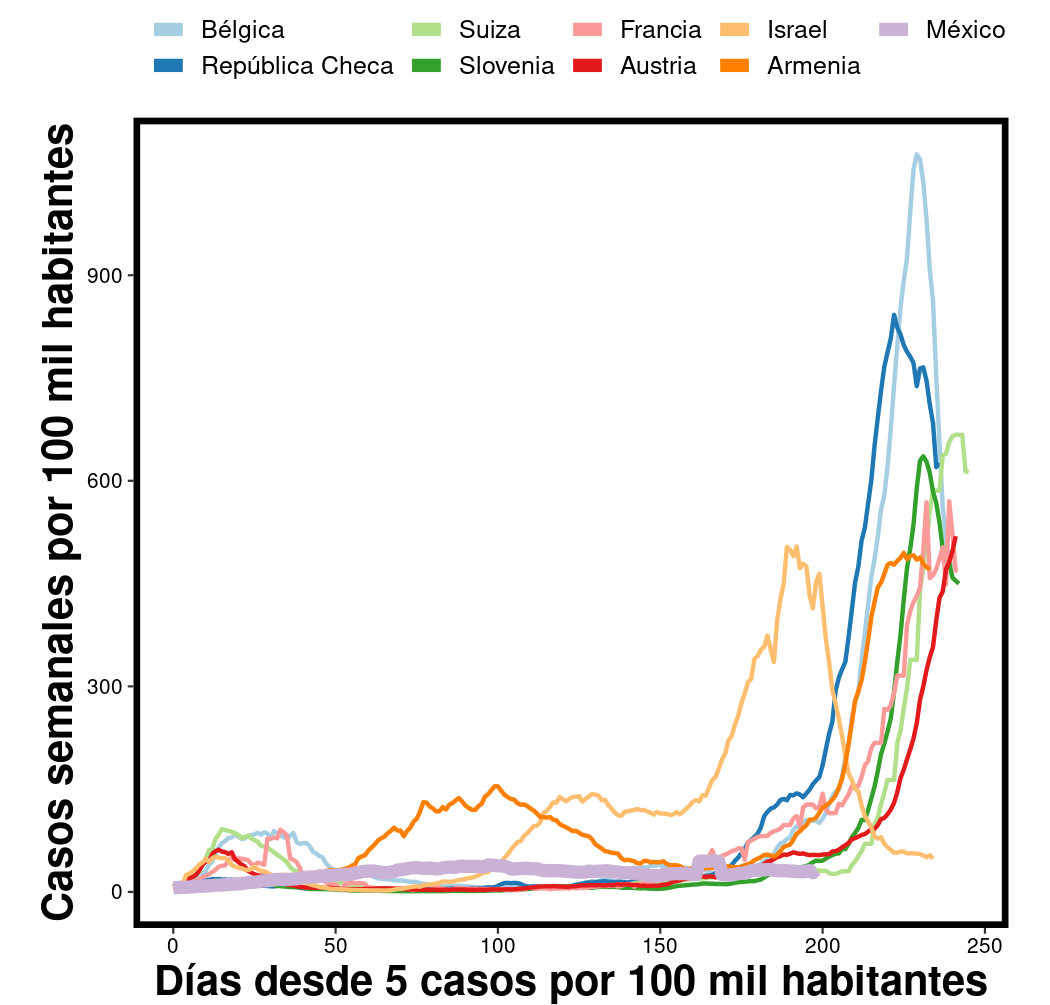 Bélgica Suiza Francia Israel México
República Checa Slovenia Austria Armenia
Casos semanales por 100 mil habitantes
900
600
300
0
0 50 100 150 200 250
Días desde 5 casos por 100 mil habitantes